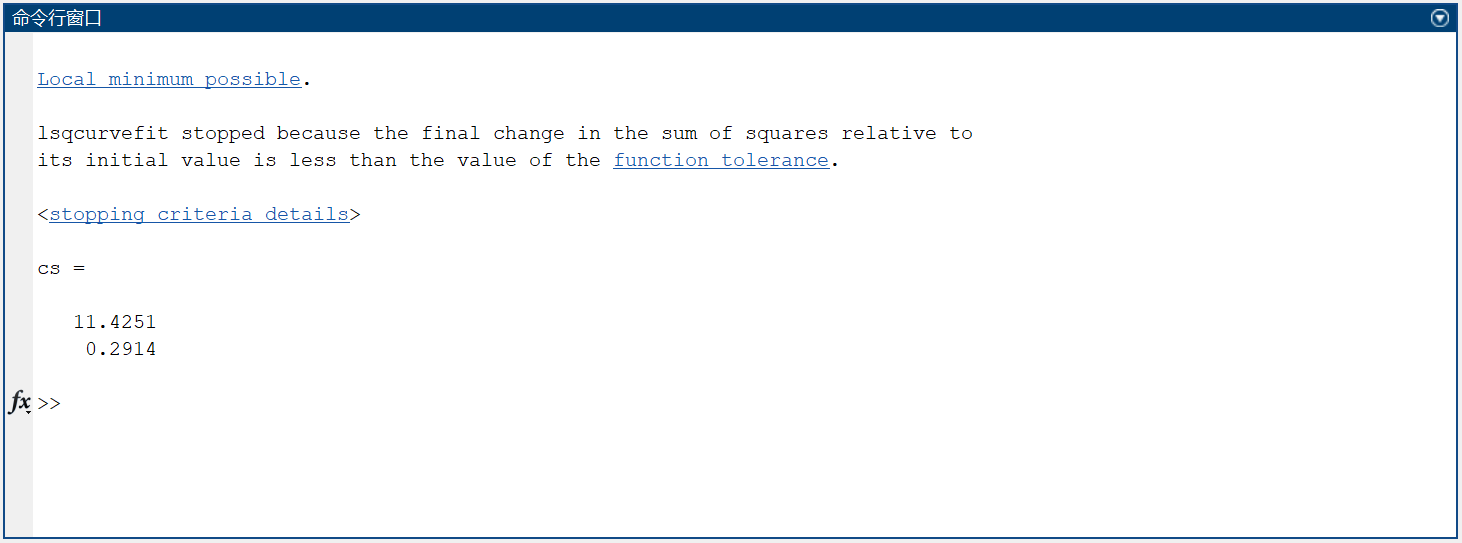 命令行窗口
Local minimum possible.
lsqcurvefit stopped because the final change in the sum of squares relative to
its initial value is less than the value of the function tolerance.
<stopping criteria details>
cs =
11.4251
0.2914
fx >>